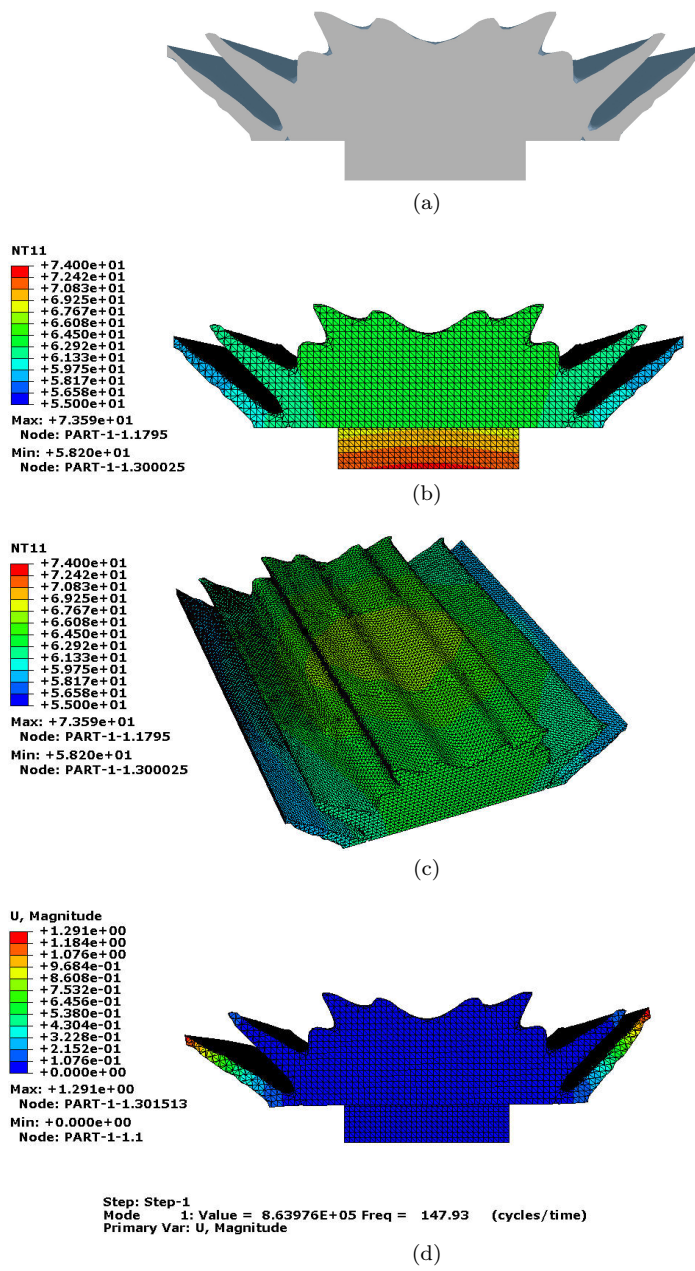 (a)
NT11
+7.400e+01
+7.242e+01
+7.083e+01
+6.925e+01
+6.767e+01
+6.608e+01
+6.450e+01
+6.292e+01
+6.133e+01
+5.975e+01
+5.817e+01
+5.658e+01
+5.500e+01
Max: +7.359e+01
Node: PART-1-1.1795
Min: +5.820e+01
Node: PART-1-1.300025
(b)
NT11
+7.400e+01
+7.242e+01
+7.083e+01
+6.925e+01
+6.767e+01
+6.608e+01
+6.450e+01
+6.292e+01
+6.133e+01
+5.975e+01
+5.817e+01
+5.658e+01
+5.500e+01
Max: +7.359e+01
Node: PART-1-1.1795
Min: +5.820e+01
Node: PART-1-1.300025
(c)
U, Magnitude
+1.291e+00
+1.184e+00
+1.076e+00
+9.684e-01
+8.608e-01
+7.532e-01
+6.456e-01
+5.380e-01
+4.304e-01
+3.228e-01
+2.152e-01
+1.076e-01
+0.000e+00
Max: +1.291e+00
Node: PART-1-1.301513
Min: +0.000e+00
Node: PART-1-1.1
Step: Step-1
Mode 1: Value = 8.63976E+05 Freq = 147.93 (cycles/time)
Primary Var: U, Magnitude
(d)